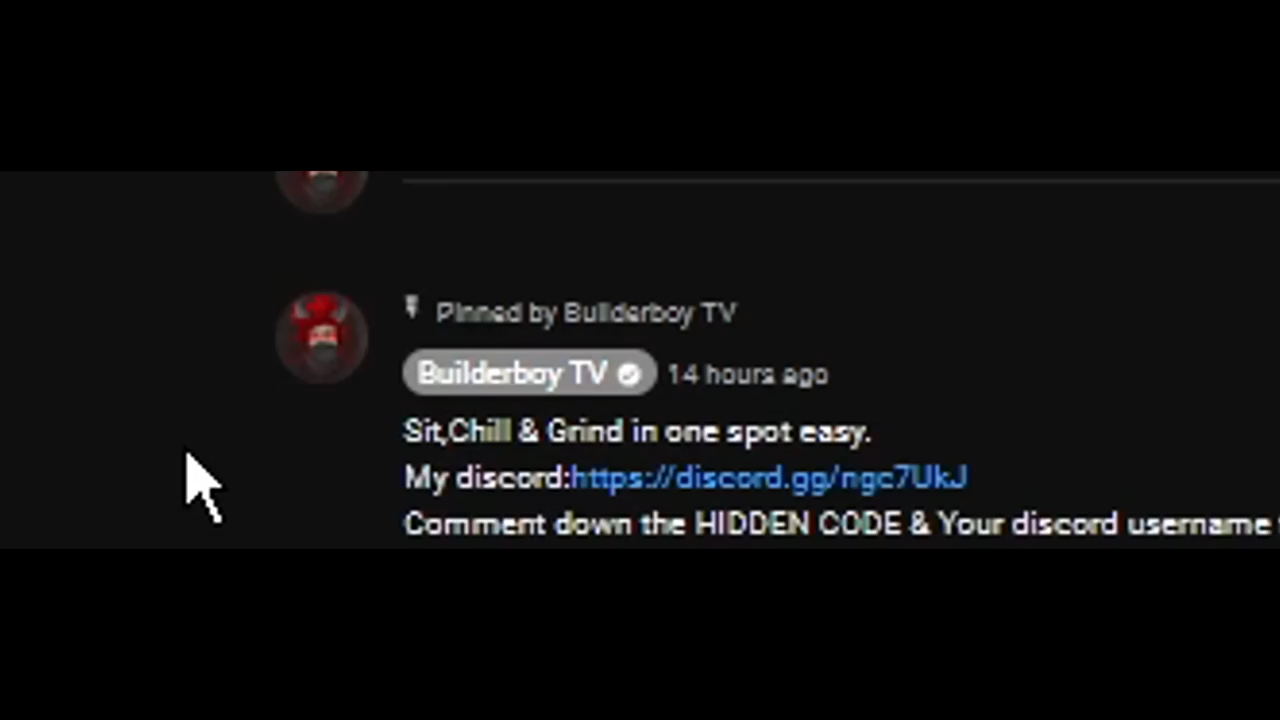 Pinned by Builderboy TV
Builderboy TV 14 hours ago
Sit,Chill & Grind in one spot easy.
My discord:https://discord.gg/ngc7UkJ
Comment down the HIDDEN CODE & Your discord username